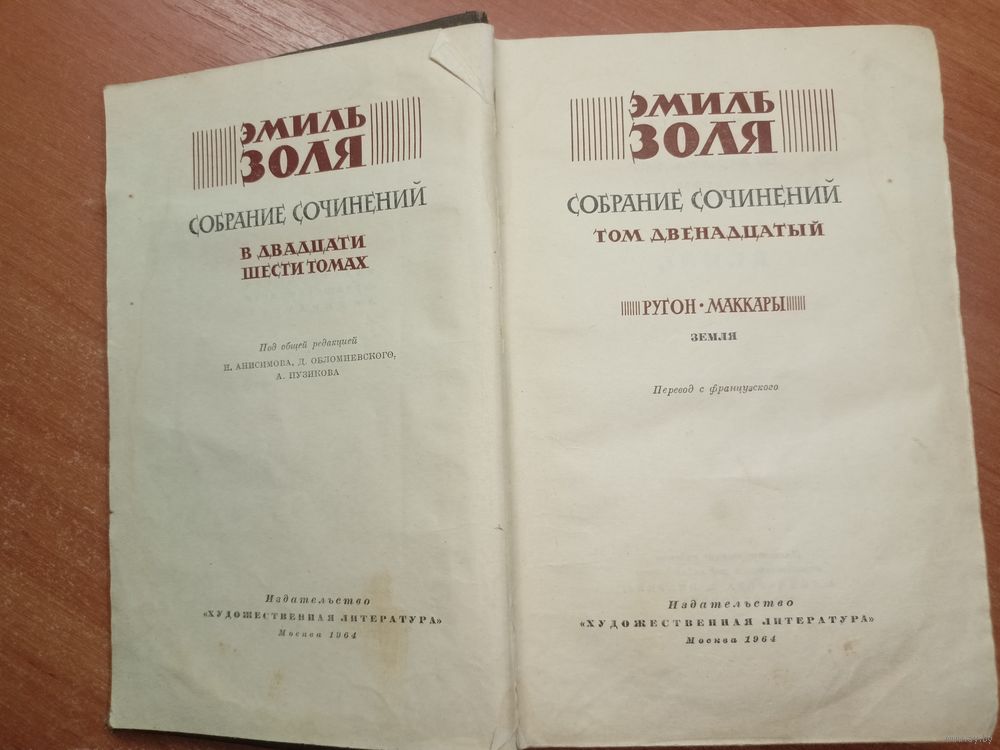 ЭМИЛЬ
ЗОЛЯ
СОБРАНИЕ СОЧИНЕНИЙ
В ДВАДЦАТИ
ШЕСТИ ТОМАХ
Под общей редакцией
И. АНИСИМОВА, Д. ОБЛОМИЕВСКОГО,
А. ПУЗИКОВА
Издательство
«ХУДОЖЕСТВЕННАЯ ЛИТЕРАТУРА»
Москва 1964
ЭМИЛЬ
ЗОЛЯ
СОБРАНИЕ СОЧИНЕНИЙ
ТОМ ДВЕНАДЦАТЫЙ
РУГОН · МАККАРЫ
ЗЕМЛЯ
Перевод с французского
Издательство
«ХУДОЖЕСТВЕННАЯ ЛИТЕРАТУРА»
Москва 1964